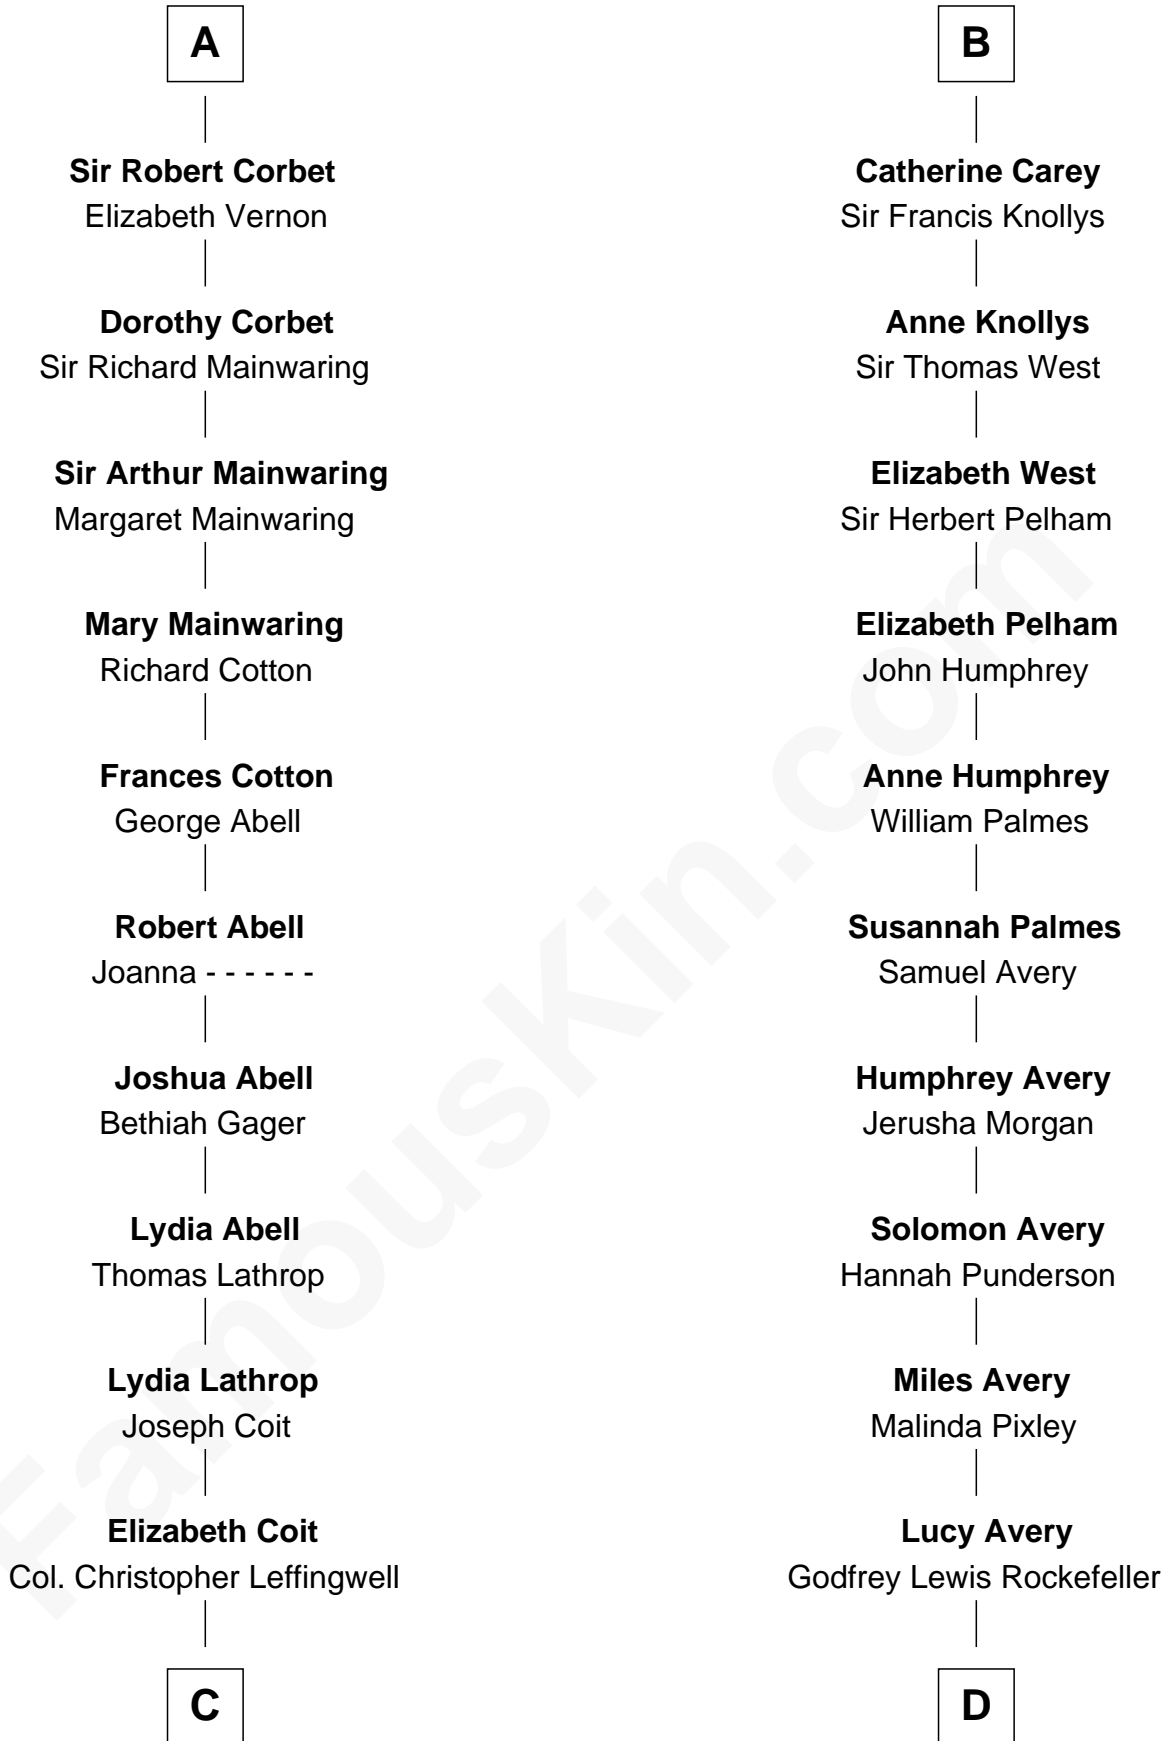 A
Sir Robert Corbet
Elizabeth Vernon
Dorothy Corbet
Sir Richard Mainwaring
Sir Arthur Mainwaring
Margaret Mainwaring
Mary Mainwaring
Richard Cotton
Frances Cotton
George Abell
Robert Abell
Joanna - - - - - -
Joshua Abell
Bethiah Gager
Lydia Abell
Thomas Lathrop
Lydia Lathrop
Joseph Coit
Elizabeth Coit
Col. Christopher Leffingwell
C
B
Catherine Carey
Sir Francis Knollys
Anne Knollys
Sir Thomas West
Elizabeth West
Sir Herbert Pelham
Elizabeth Pelham
John Humphrey
Anne Humphrey
William Palmes
Susannah Palmes
Samuel Avery
Humphrey Avery
Jerusha Morgan
Solomon Avery
Hannah Punderson
Miles Avery
Malinda Pixley
Lucy Avery
Godfrey Lewis Rockefeller
D
FamousKin.com